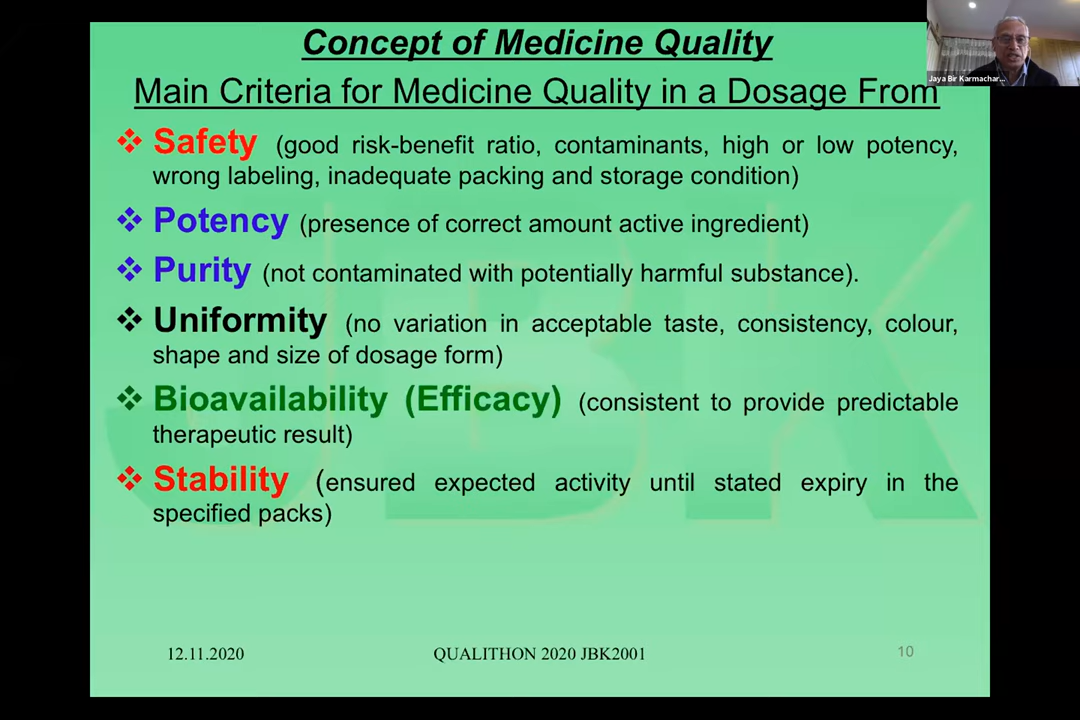 Concept of Medicine Quality
Jaya Bir Karmachar...
Main Criteria for Medicine Quality in a Dosage From
❖ Safety (good risk-benefit ratio, contaminants, high or low potency,
wrong labeling, inadequate packing and storage condition)
❖ Potency (presence of correct amount active ingredient)
❖ Purity (not contaminated with potentially harmful substance).
❖ Uniformity (no variation in acceptable taste, consistency, colour,
shape and size of dosage form)
❖ Bioavailability (Efficacy) (consistent to provide predictable
therapeutic result)
❖ Stability (ensured expected activity until stated expiry in the
specified packs)
JBK
12.11.2020 QUALITHON 2020 JBK2001 10